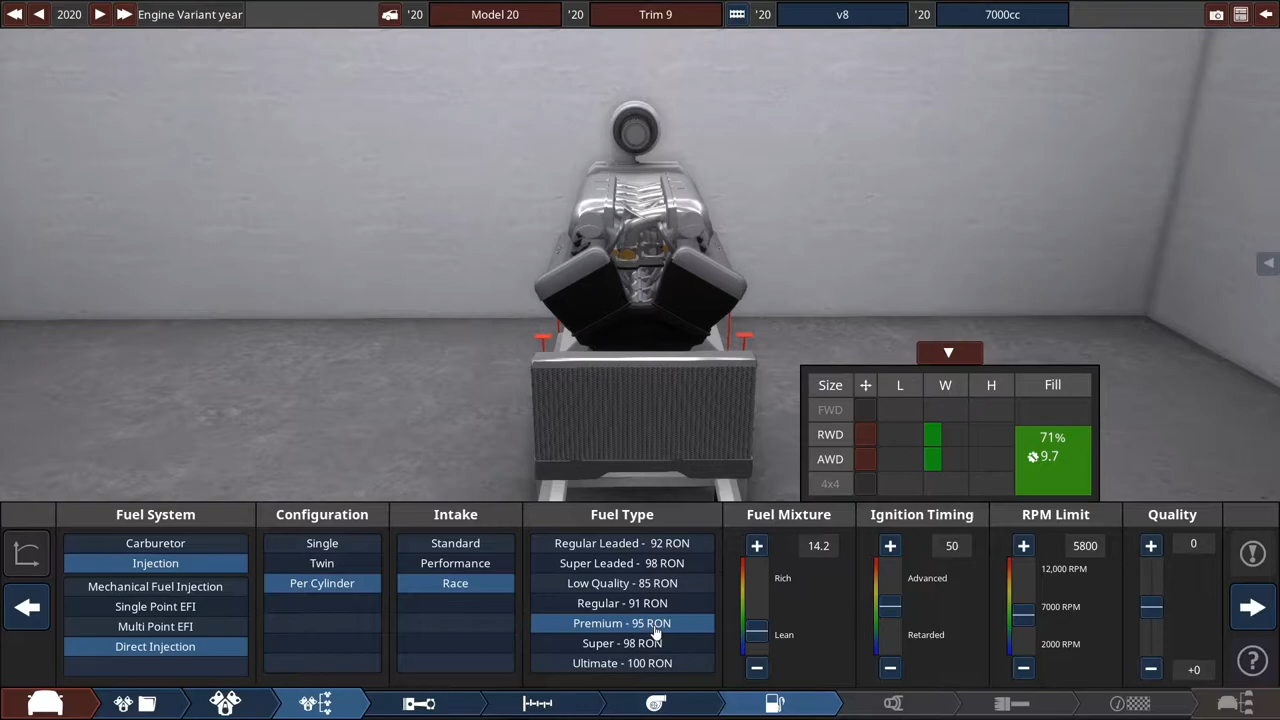 2020 Engine Variant year '20 Model 20 '20 Trim 9 '20 v8 '20 7000cc
Size L W H Fill
FWD
RWD 71%
AWD 9.7
4x4
Fuel System
Carburetor
Injection
Mechanical Fuel Injection
Single Point EFI
Multi Point EFI
Direct Injection
Configuration
Single
Twin
Per Cylinder
Intake
Standard
Performance
Race
Fuel Type
Regular Leaded - 92 RON
Super Leaded - 98 RON
Low Quality - 85 RON
Regular - 91 RON
Premium - 95 RON
Super - 98 RON
Ultimate - 100 RON
Fuel Mixture
14.2
Rich
Lean
Ignition Timing
50
Advanced
Retarded
RPM Limit
5800
12,000 RPM
7000 RPM
2000 RPM
Quality
0
+0